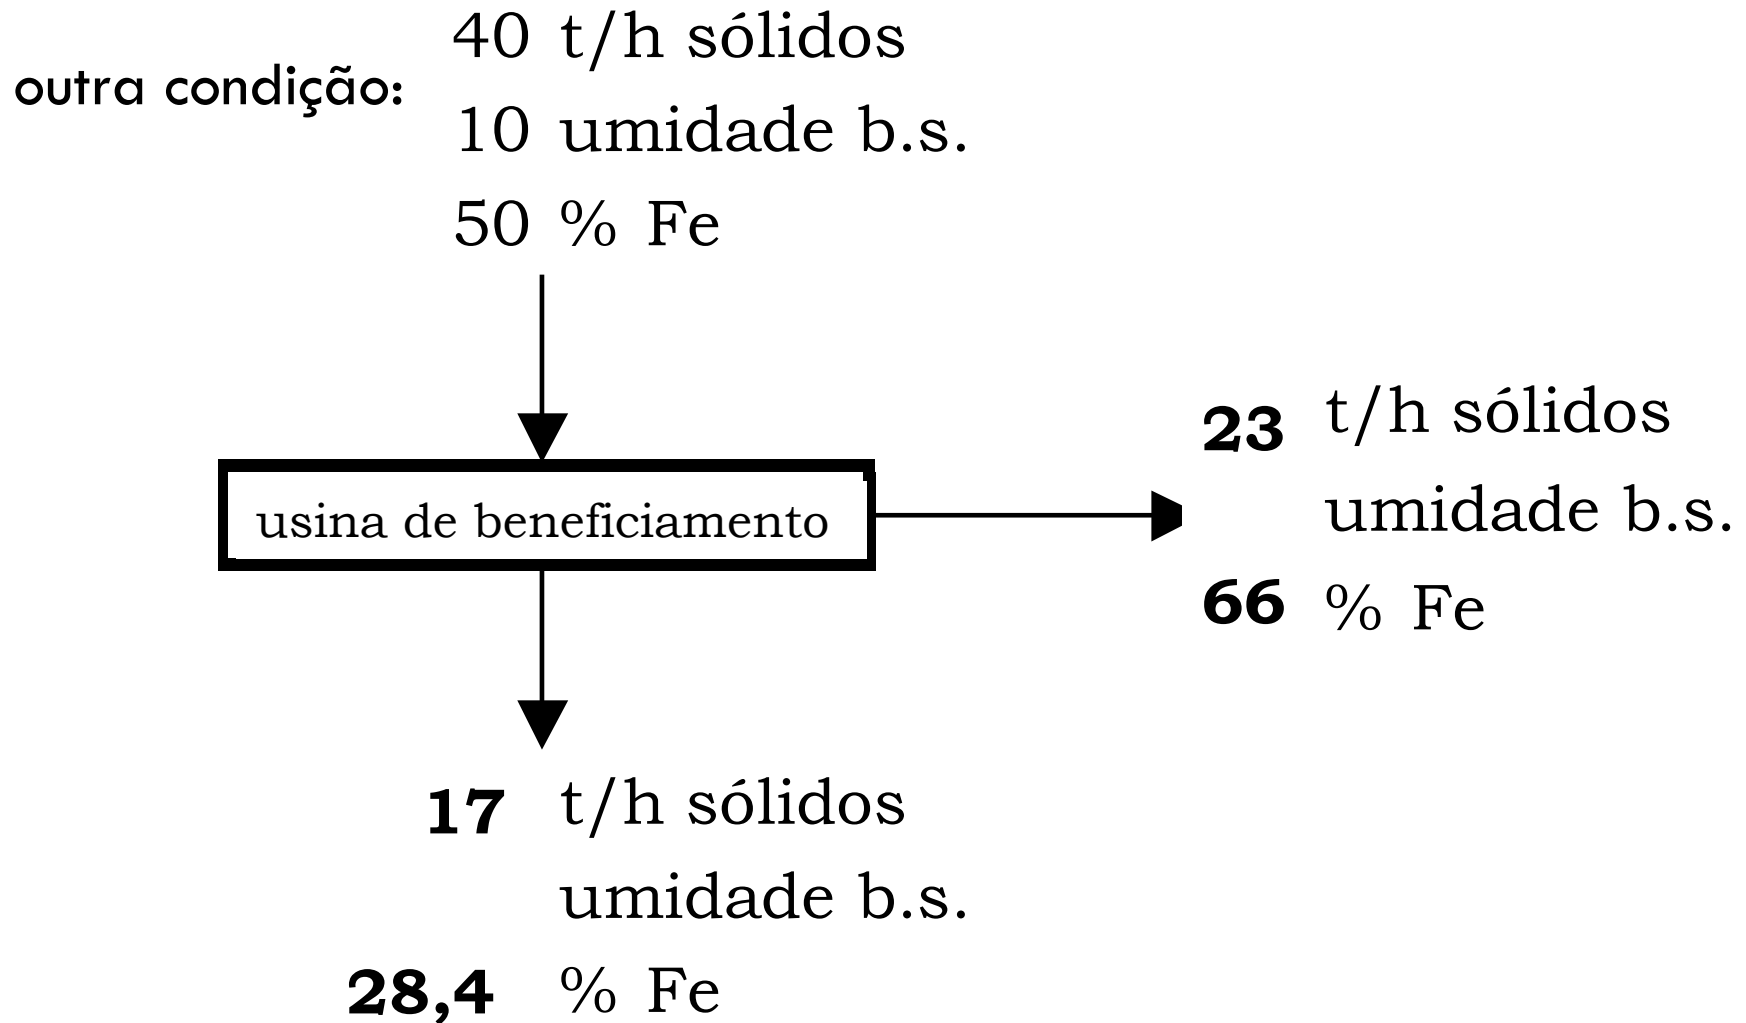 outra condição:
40 t/h sólidos
10 umidade b.s.
50 % Fe
usina de beneficiamento
23 t/h sólidos
umidade b.s.
66 % Fe
17 t/h sólidos
umidade b.s.
28,4 % Fe